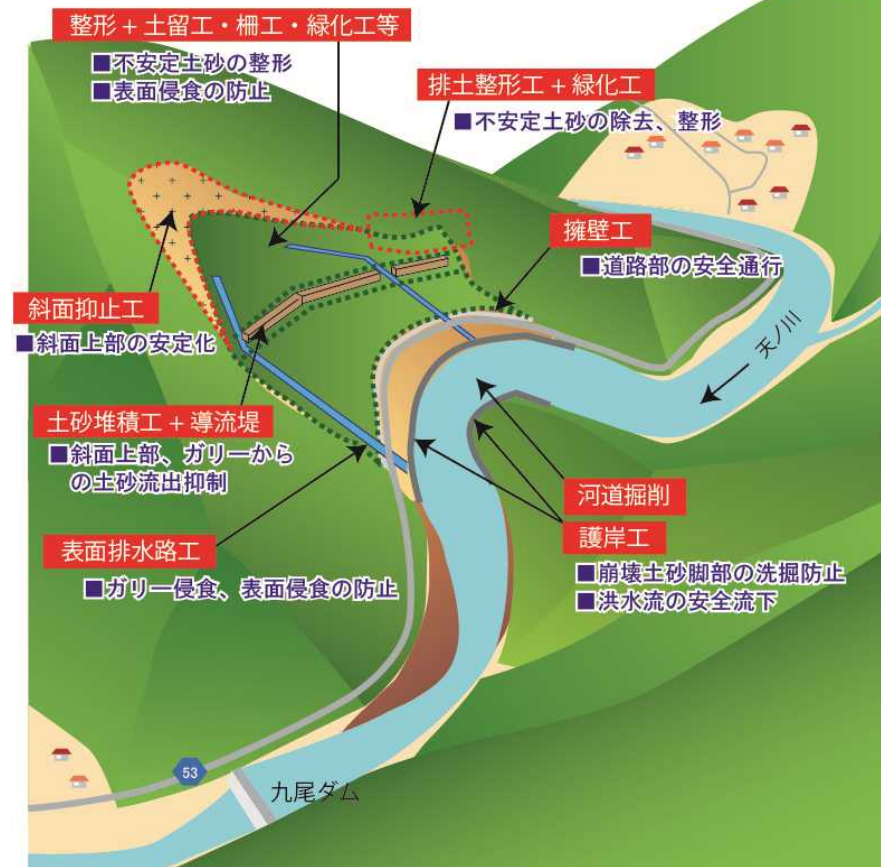 整形 + 土留工・柵工・緑化工等
■不安定土砂の整形
■表面侵食の防止
排土整形工 + 緑化工
■不安定土砂の除去、整形
擁壁工
■道路部の安全通行
斜面抑止工
■斜面上部の安定化
天ノ川
土砂堆積工 + 導流堤
■斜面上部、ガリーから
の土砂流出抑制
河道掘削
護岸工
■崩壊土砂脚部の洗掘防止
■洪水流の安全流下
表面排水路工
■ガリー侵食、表面侵食の防止
53
九尾ダム